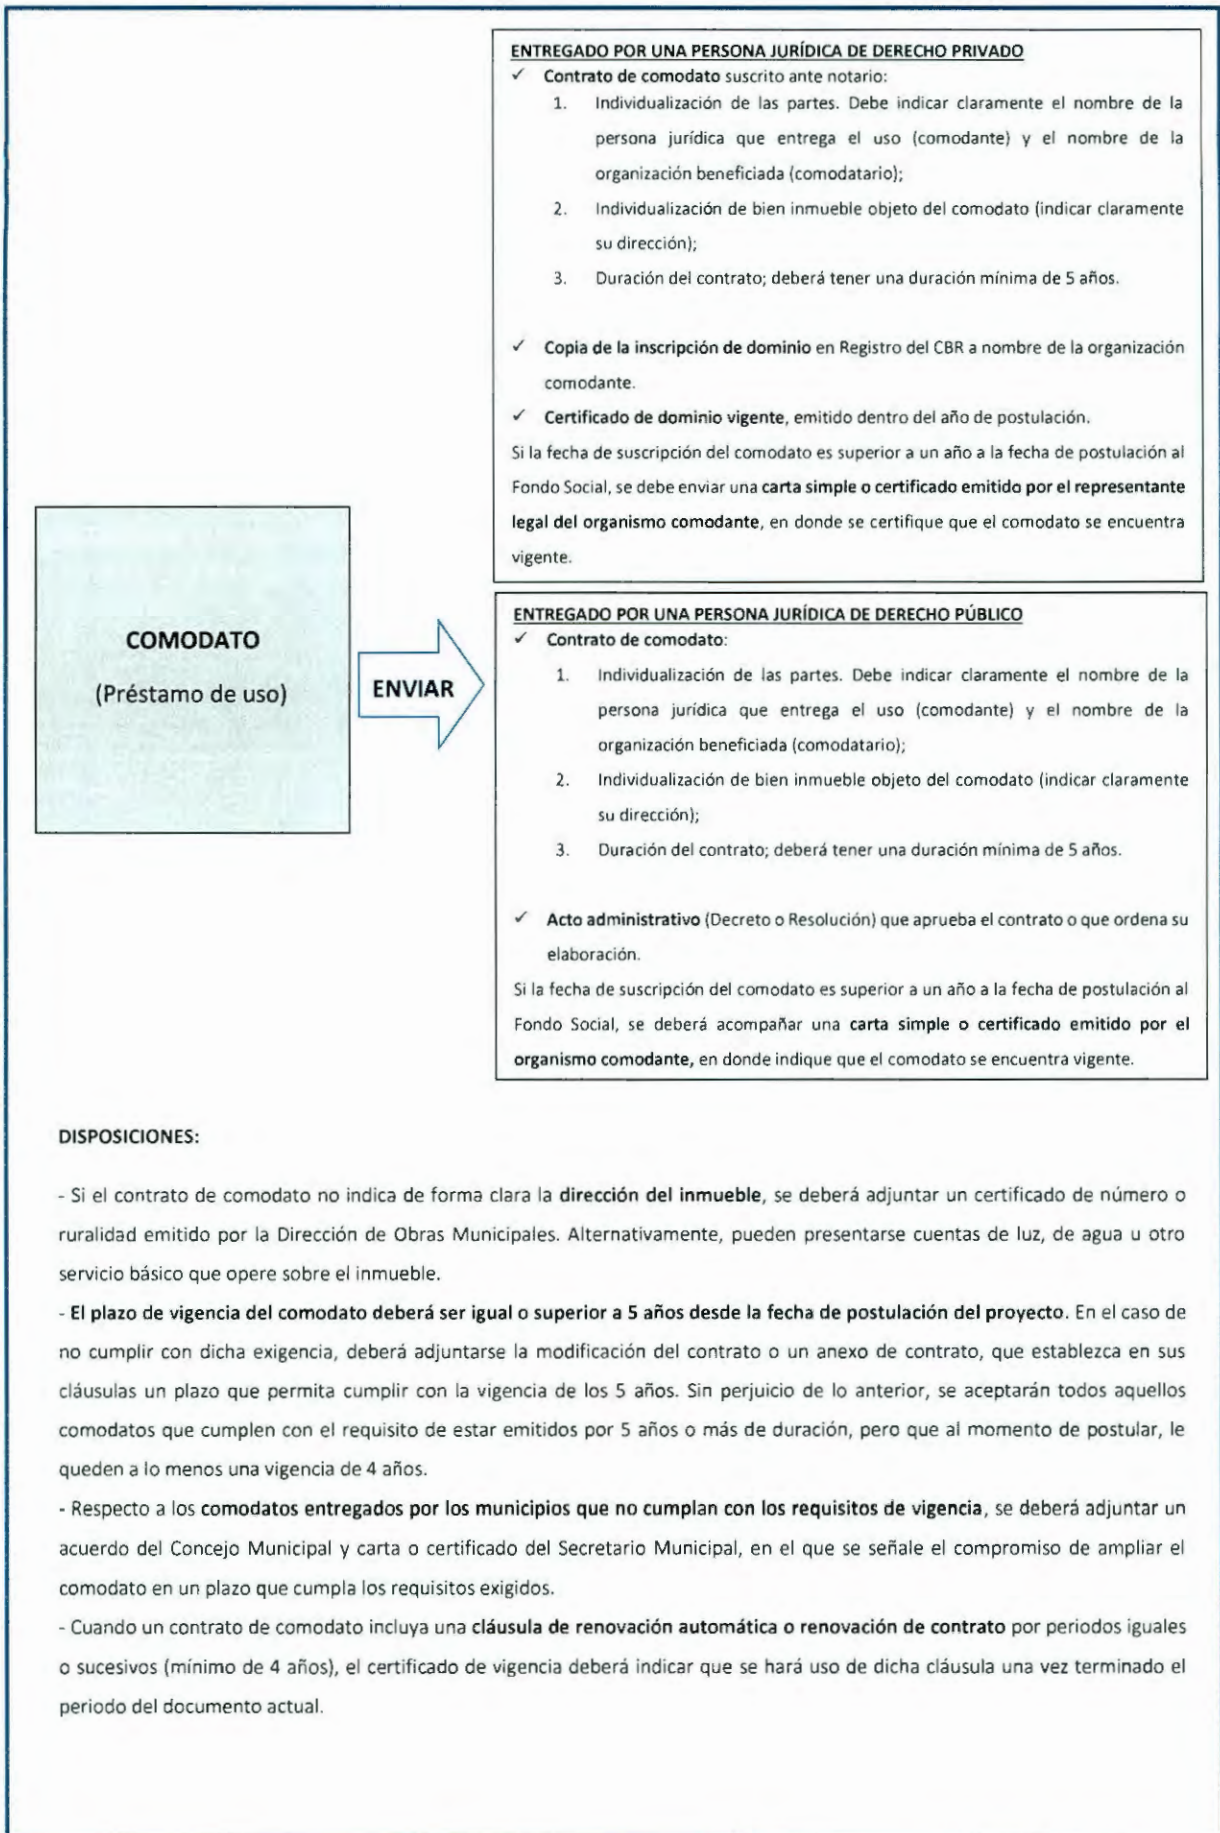 ENTREGADO POR UNA PERSONA JURÍDICA DE DERECHO PRIVADO
✓ Contrato de comodato suscrito ante notario:
1. Individualización de las partes. Debe indicar claramente el nombre de la
persona jurídica que entrega el uso (comodante) y el nombre de la
organización beneficiada (comodatario);
2. Individualización de bien inmueble objeto del comodato (indicar claramente
su dirección);
3. Duración del contrato; deberá tener una duración mínima de 5 años.
✓ Copia de la inscripción de dominio en Registro del CBR a nombre de la organización
comodante.
✓ Certificado de dominio vigente, emitido dentro del año de postulación.
Si la fecha de suscripción del comodato es superior a un año a la fecha de postulación al
Fondo Social, se debe enviar una carta simple o certificado emitido por el representante
legal del organismo comodante, en donde se certifique que el comodato se encuentra
vigente.
COMODATO
(Préstamo de uso)
ENVIAR
ENTREGADO POR UNA PERSONA JURÍDICA DE DERECHO PÚBLICO
✓ Contrato de comodato:
1. Individualización de las partes. Debe indicar claramente el nombre de la
persona jurídica que entrega el uso (comodante) y el nombre de la
organización beneficiada (comodatario);
2. Individualización de bien inmueble objeto del comodato (indicar claramente
su dirección);
3. Duración del contrato; deberá tener una duración mínima de 5 años.
✓ Acto administrativo (Decreto o Resolución) que aprueba el contrato o que ordena su
elaboración.
Si la fecha de suscripción del comodato es superior a un año a la fecha de postulación al
Fondo Social, se deberá acompañar una carta simple o certificado emitido por el
organismo comodante, en donde indique que el comodato se encuentra vigente.
DISPOSICIONES:
- Si el contrato de comodato no indica de forma clara la dirección del inmueble, se deberá adjuntar un certificado de número o
ruralidad emitido por la Dirección de Obras Municipales. Alternativamente, pueden presentarse cuentas de luz, de agua u otro
servicio básico que opere sobre el inmueble.
- El plazo de vigencia del comodato deberá ser igual o superior a 5 años desde la fecha de postulación del proyecto. En el caso de
no cumplir con dicha exigencia, deberá adjuntarse la modificación del contrato o un anexo de contrato, que establezca en sus
cláusulas un plazo que permita cumplir con la vigencia de los 5 años. Sin perjuicio de lo anterior, se aceptarán todos aquellos
comodatos que cumplen con el requisito de estar emitidos por 5 años o más de duración, pero que al momento de postular, le
queden a lo menos una vigencia de 4 años.
- Respecto a los comodatos entregados por los municipios que no cumplan con los requisitos de vigencia, se deberá adjuntar un
acuerdo del Concejo Municipal y carta o certificado del Secretario Municipal, en el que se señale el compromiso de ampliar el
comodato en un plazo que cumpla los requisitos exigidos.
- Cuando un contrato de comodato incluya una cláusula de renovación automática o renovación de contrato por periodos iguales
o sucesivos (mínimo de 4 años), el certificado de vigencia deberá indicar que se hará uso de dicha cláusula una vez terminado el
periodo del documento actual.